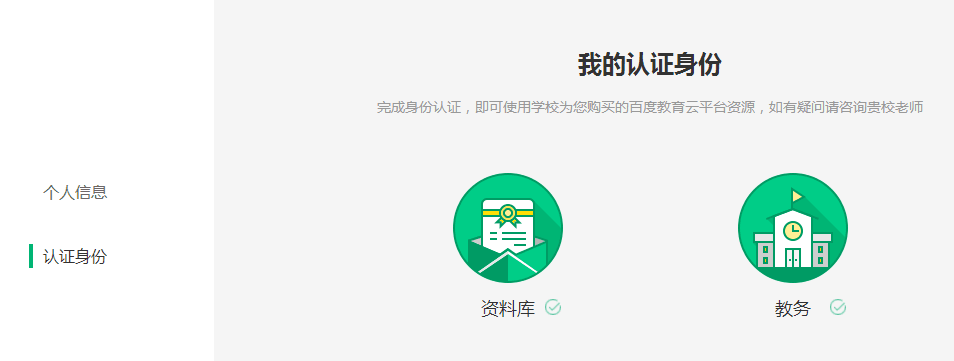 我的认证身份
完成身份认证，即可使用学校为您购买的百度教育云平台资源，如有疑问请咨询贵校老师
个人信息
认证身份
资料库
教务